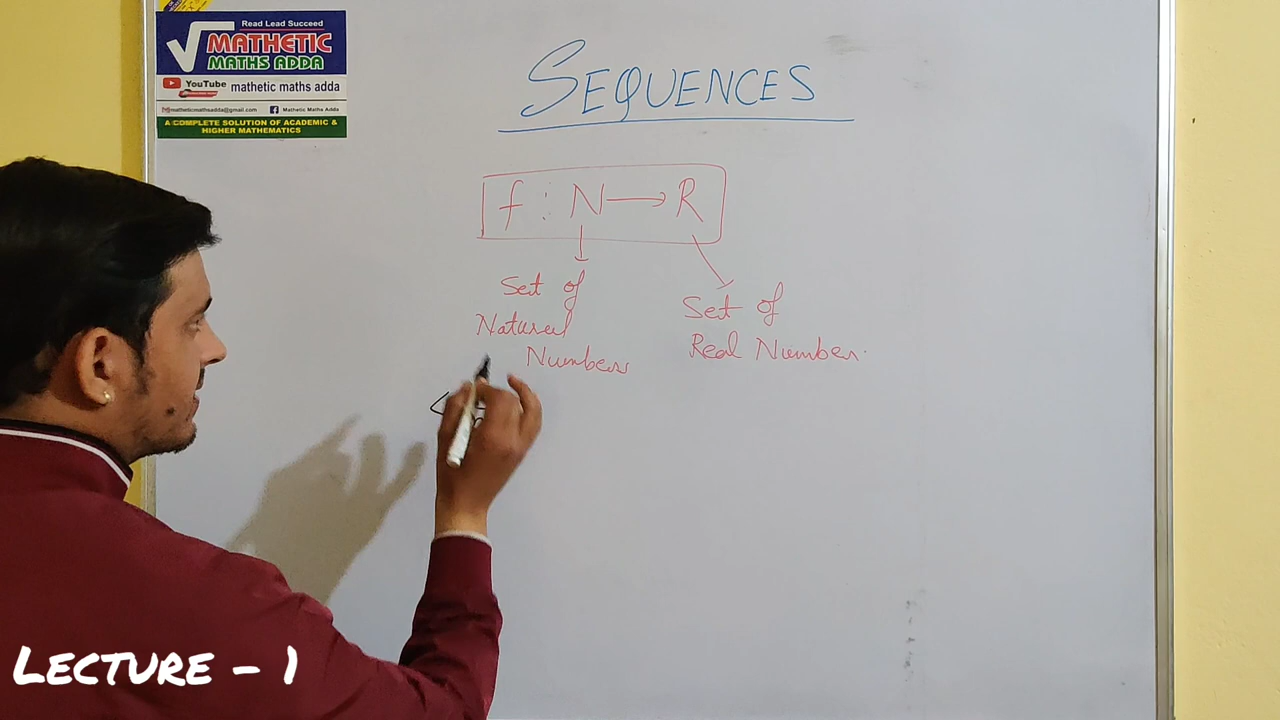 Read Lead Succeed
MATHETIC
MATHS ADDA
YouTube mathetic maths adda
matheticmathsadda@gmail.com Mathetic Maths Adda
A COMPLETE SOLUTION OF ACADEMIC &
HIGHER MATHEMATICS
SEQUENCES
f : N → R
Set of
Natural
Numbers
Set of
Real Number.
LECTURE - 1